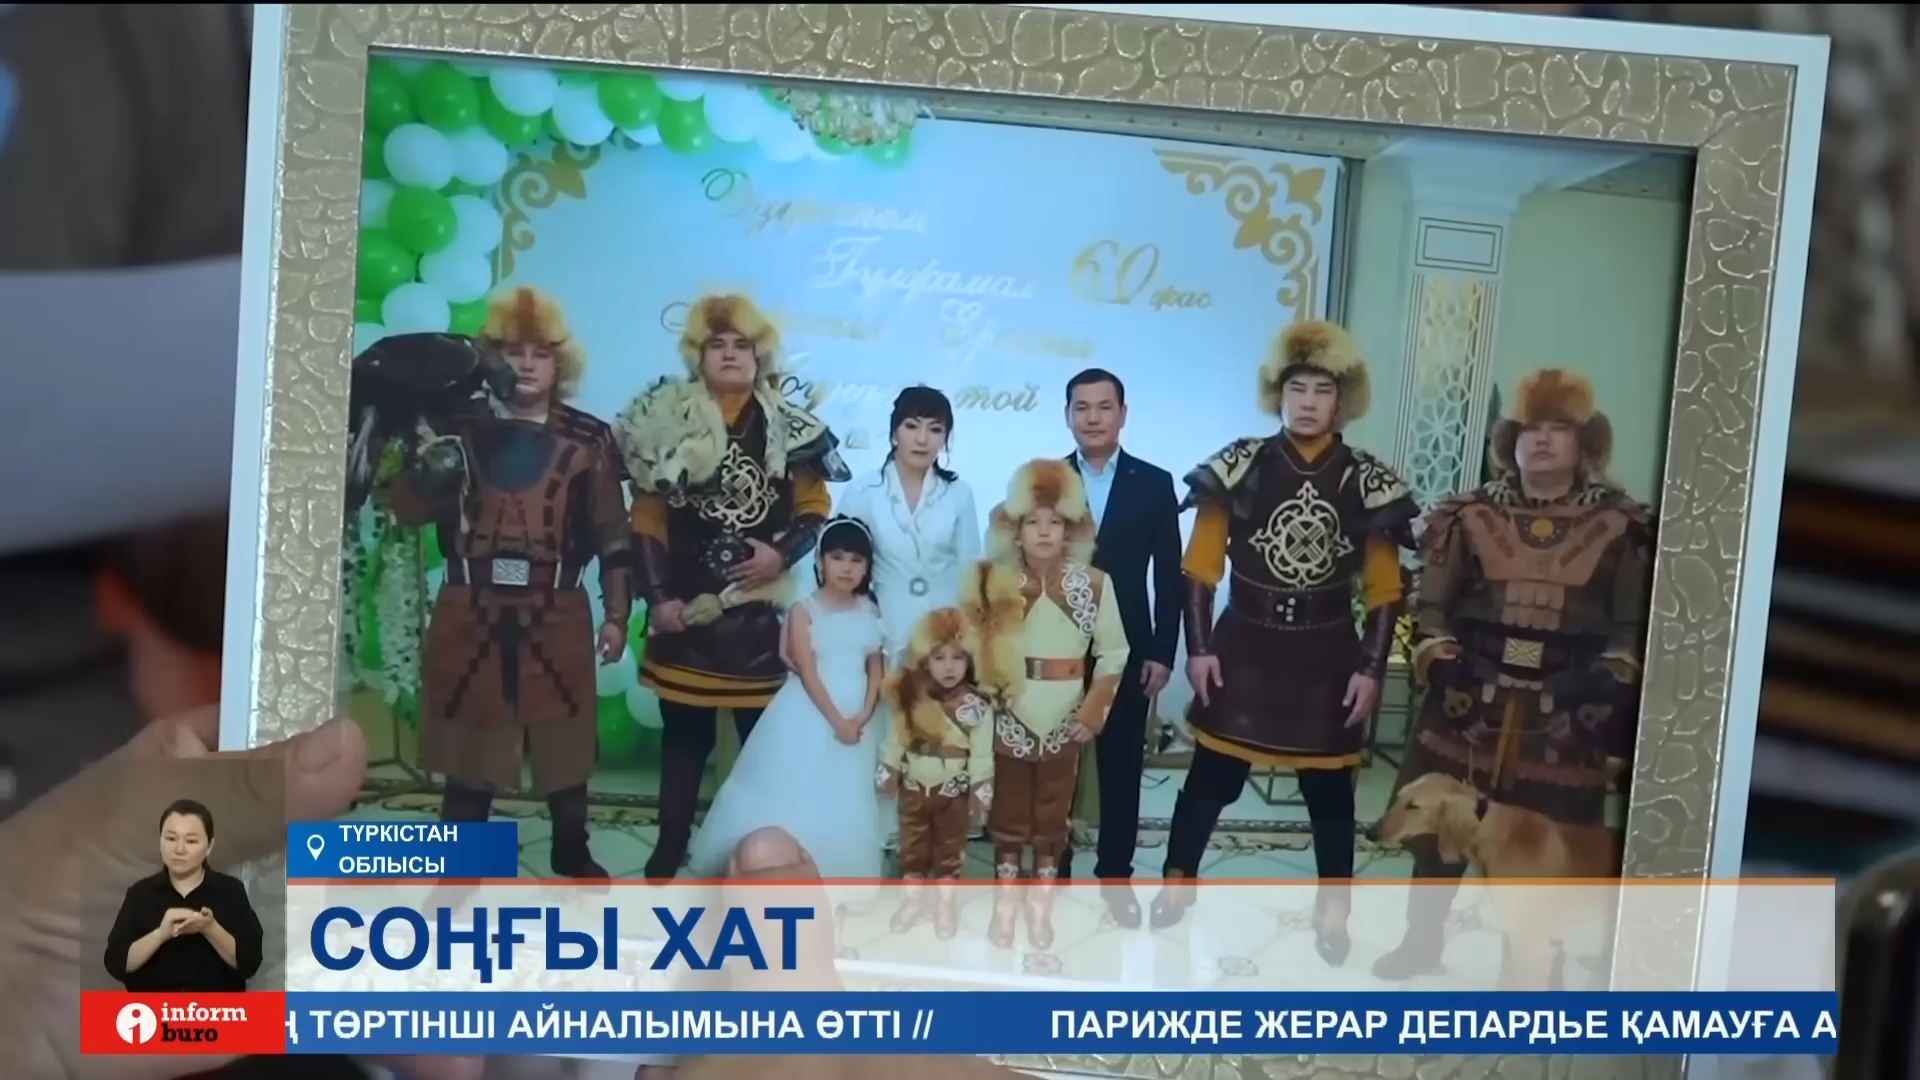 60 жас
той
ТҮРКІСТАН
ОБЛЫСЫ
СОҢҒЫ ХАТ
inform
buro
Ң ТӨРТІНШІ АЙНАЛЫМЫНА ӨТТІ // ПАРИЖДЕ ЖЕРАР ДЕПАРДЬЕ ҚАМАУҒА А